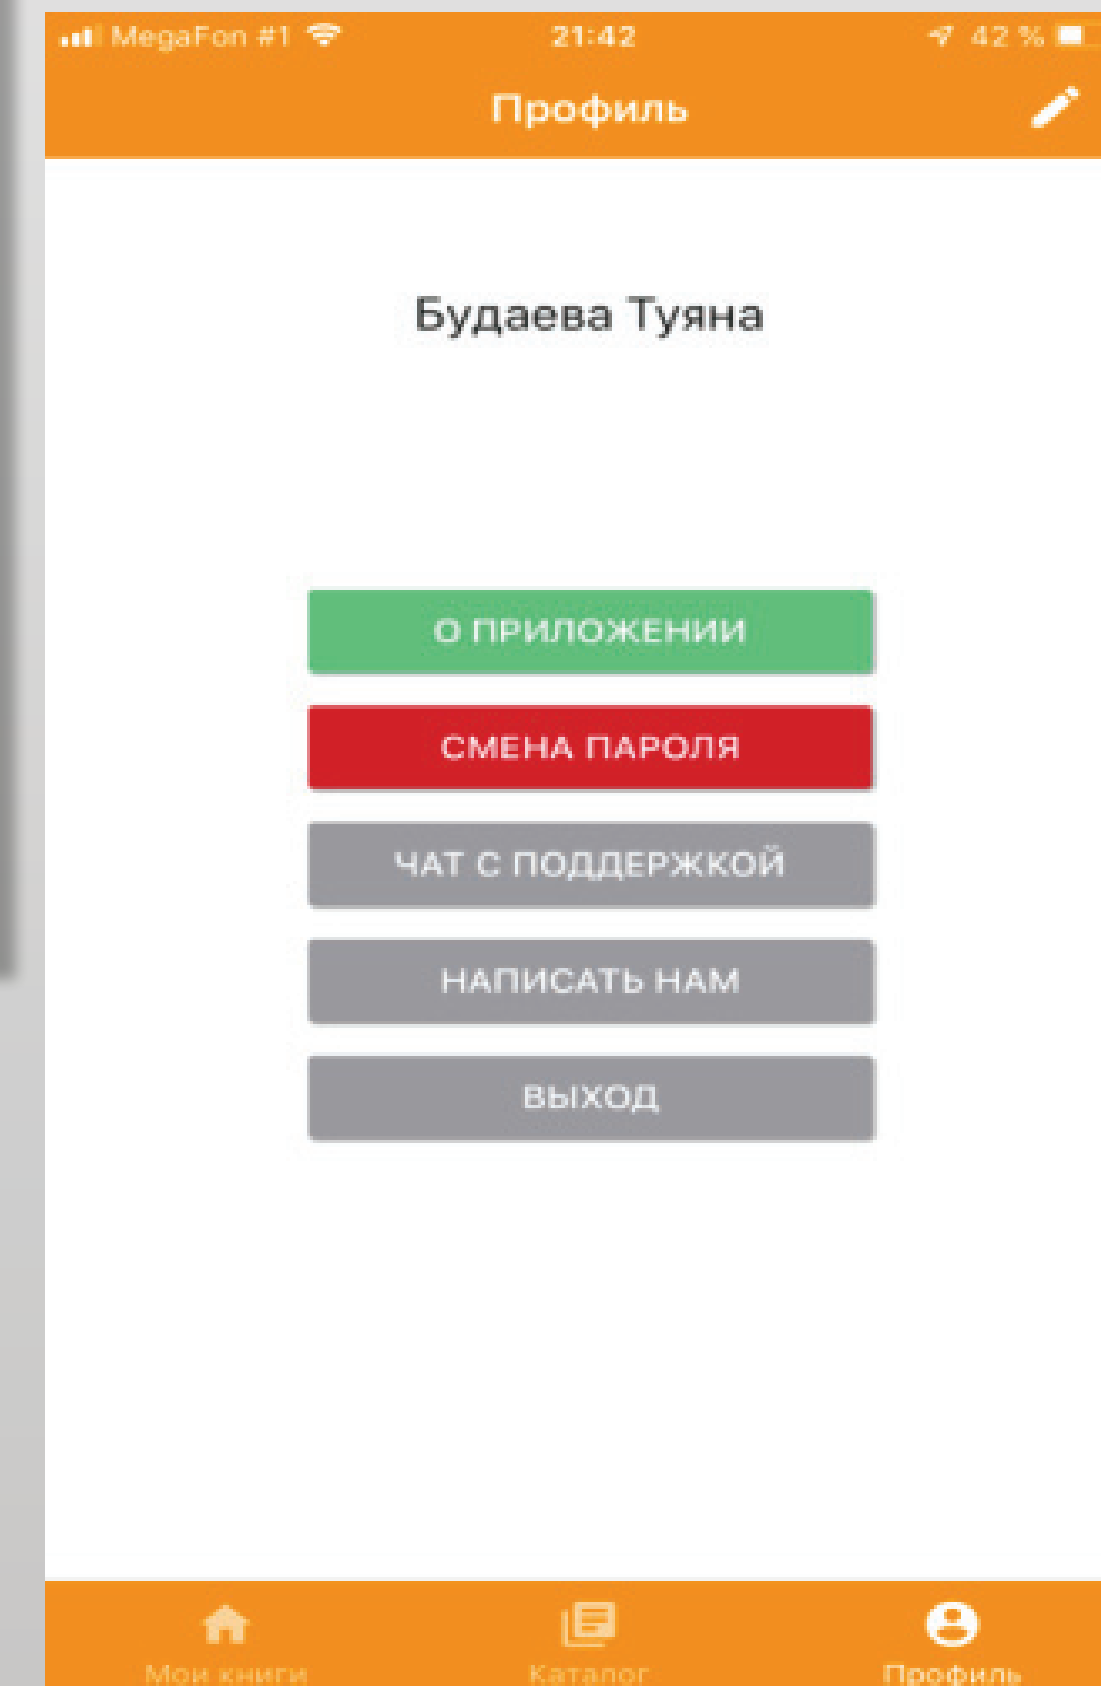 MegaFon #1 21:42 42 %
Профиль
Будаева Туяна
О ПРИЛОЖЕНИИ
СМЕНА ПАРОЛЯ
ЧАТ С ПОДДЕРЖКОЙ
НАПИСАТЬ НАМ
ВЫХОД
Мои книги Каталог Профиль